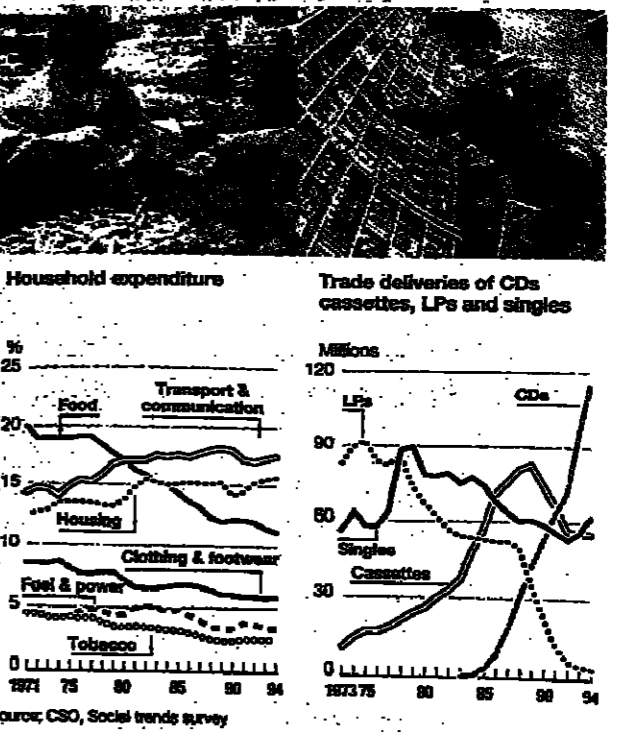 Household expenditure
%
25
20
15
10
5
0
Food
Transport &
communication
Housing
Clothing & footwear
Fuel & power
Tobacco
1971 75 80 85 90 94
Trade deliveries of CDs
cassettes, LPs and singles
Millions
120
90
60
30
0
LPs
CDs
Singles
Cassettes
1973 75 80 85 90 94
ource; CSO, Social trends survey